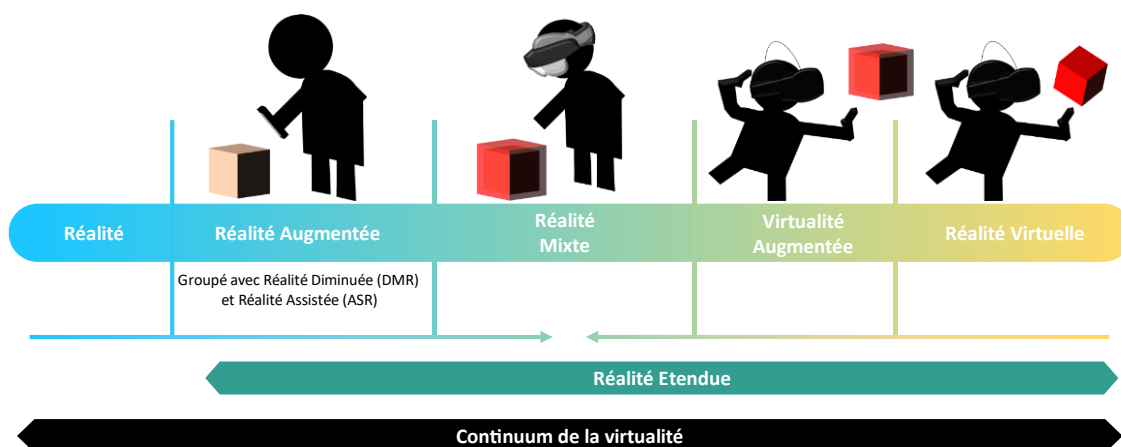 Réalité
Réalité Augmentée
Réalité
Mixte
Virtualité
Augmentée
Réalité Virtuelle
Groupé avec Réalité Diminuée (DMR)
et Réalité Assistée (ASR)
Réalité Etendue
Continuum de la virtualité